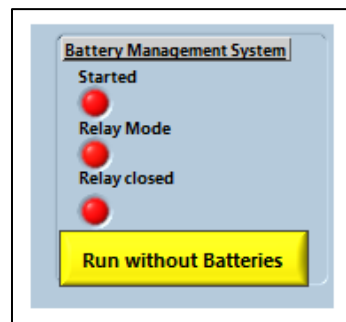 Battery Management System
Started
Relay Mode
Relay closed
Run without Batteries